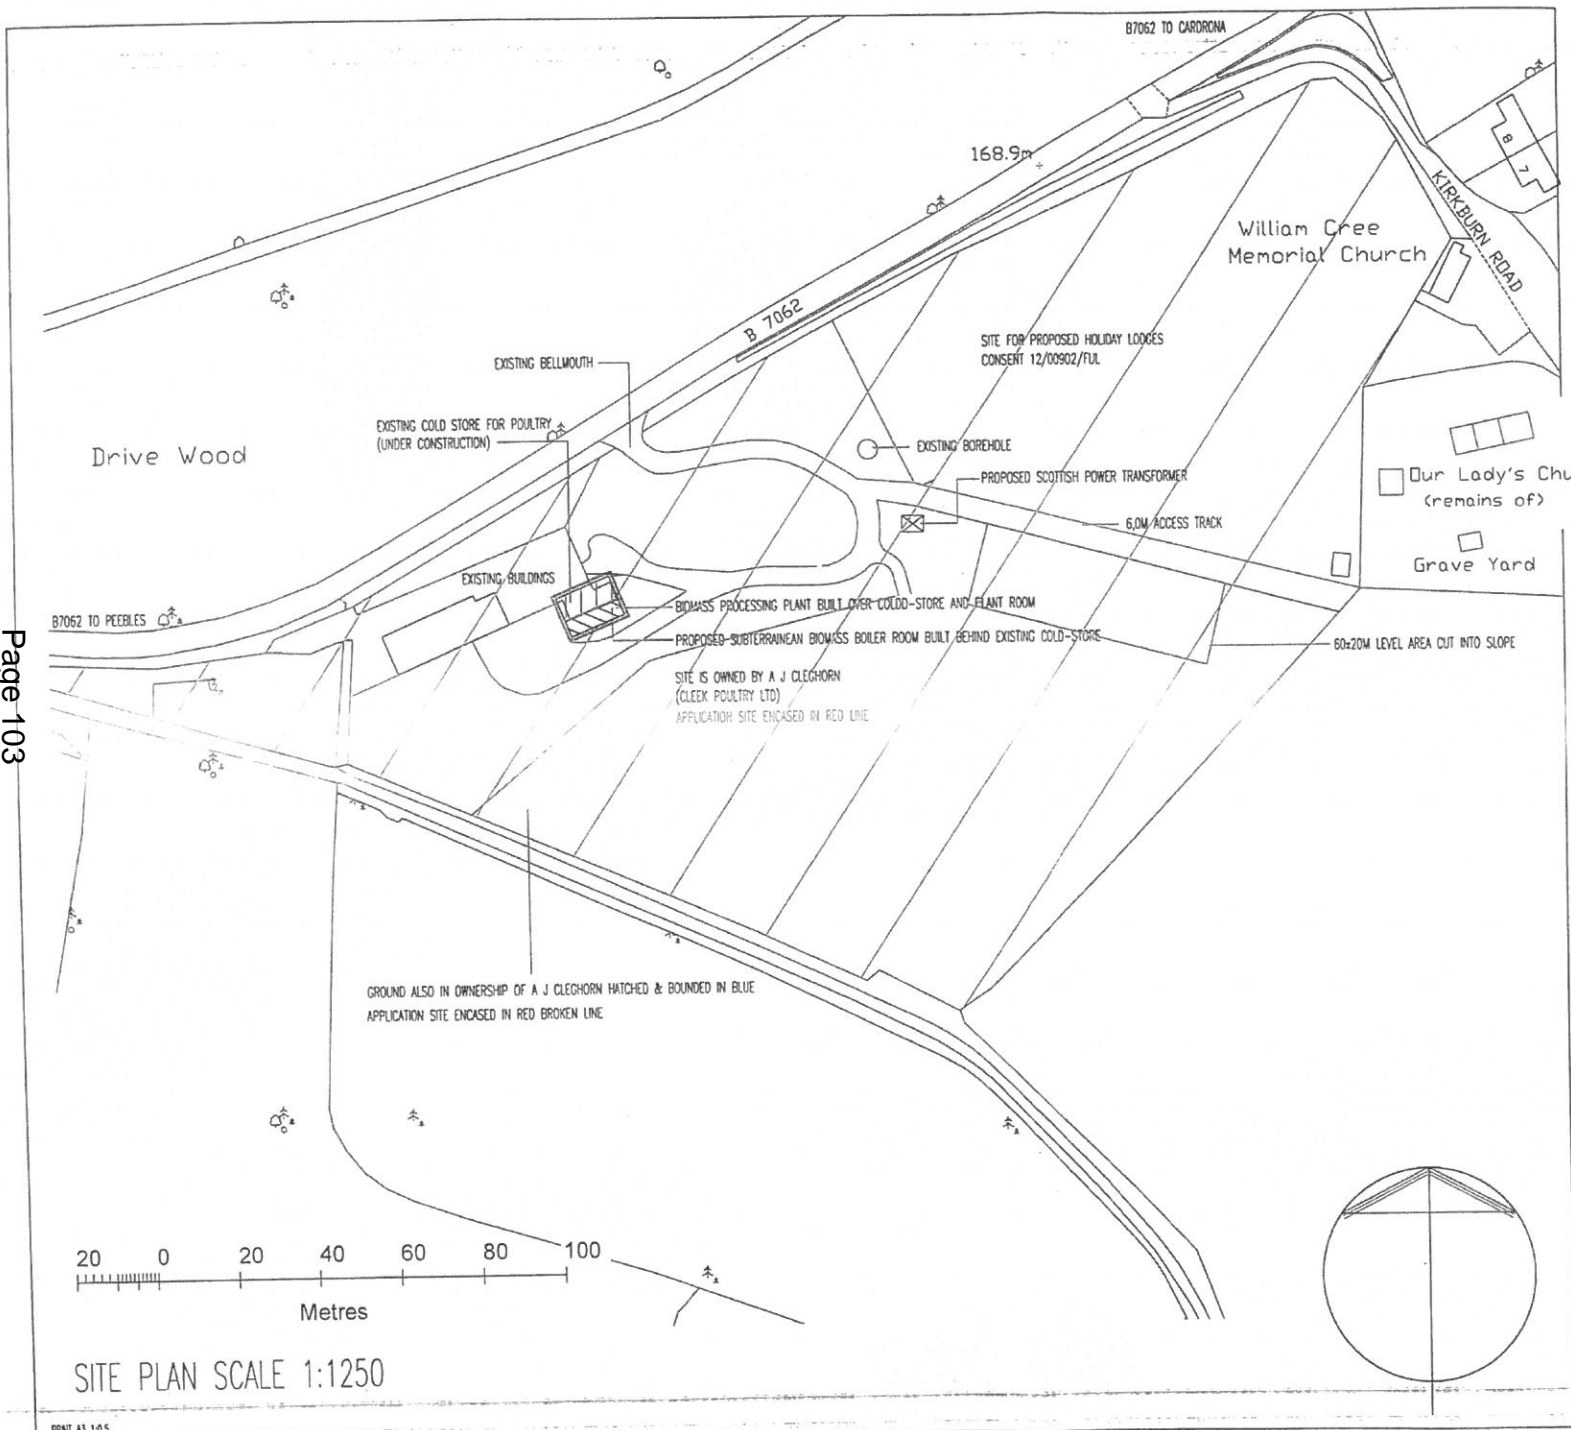 B7062 TO CARDRONA
168.9m
8
7
KIRKBURN ROAD
William Cree
Memorial Church
B 7062
SITE FOR PROPOSED HOLIDAY LODGES
CONSENT 12/00902/FUL
EXISTING BELLMOUTH
EXISTING COLD STORE FOR POULTRY
(UNDER CONSTRUCTION)
Drive Wood
EXISTING BOREHOLE
PROPOSED SCOTTISH POWER TRANSFORMER
Our Lady's Chu
(remains of)
6,0M ACCESS TRACK
Grave Yard
EXISTING BUILDINGS
BIOMASS PROCESSING PLANT BUILT OVER COLDD-STORE AND PLANT ROOM
B7062 TO PEEBLES
PROPOSED SUBTERRAINEAN BIOMASS BOILER ROOM BUILT BEHIND EXISTING COLD-STORE
60x20M LEVEL AREA CUT INTO SLOPE
SITE IS OWNED BY A J CLEGHORN
(CLEEK POULTRY LTD)
APPLICATION SITE ENCASED IN RED LINE
Page 103
GROUND ALSO IN OWNERSHIP OF A J CLEGHORN HATCHED & BOUNDED IN BLUE
APPLICATION SITE ENCASED IN RED BROKEN LINE
20 0 20 40 60 80 100
Metres
SITE PLAN SCALE 1:1250